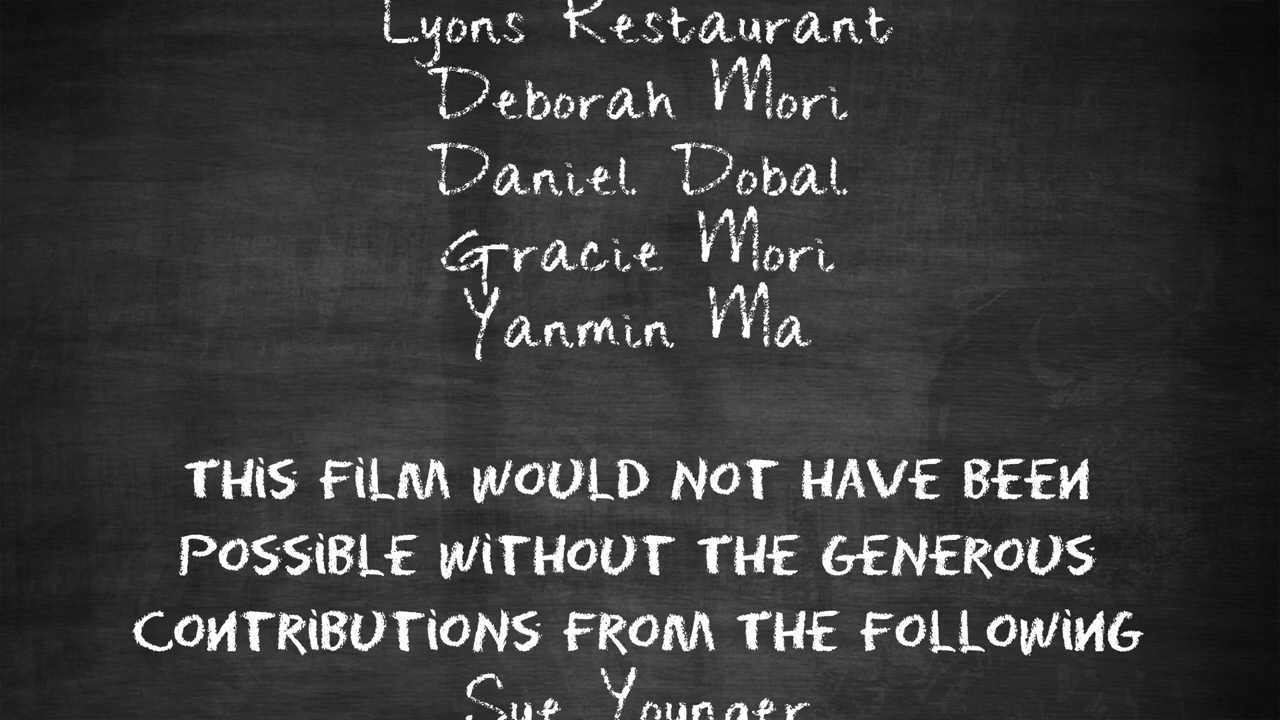 Lyons Restaurant
Deborah Mori
Daniel Dobal
Gracie Mori
Yanmin Ma
THiS FiLM WOULD NOT HAVE BEEN
POSSiBLE WiTHOUT THE GENEROUS
CONTRiBUTiONS FROM THE FOLLOWiNG
Sue Younger